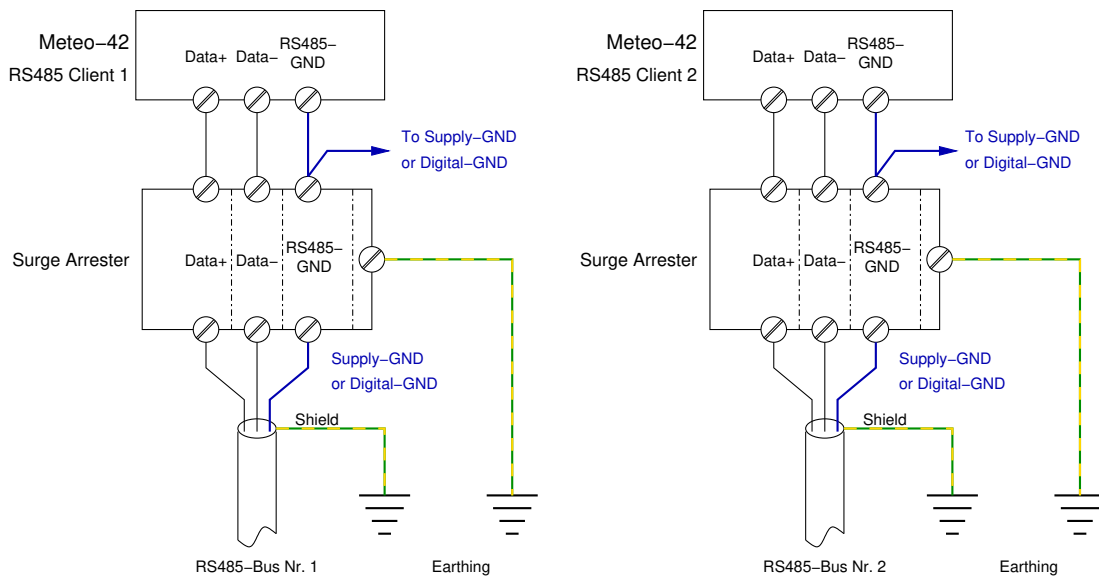 Meteo−42
RS485 Client 1
Data+ Data− RS485−
GND
To Supply−GND
or Digital−GND
Surge Arrester
Data+ Data− RS485−
GND
Supply−GND
or Digital−GND
Shield
RS485−Bus Nr. 1
Earthing
Meteo−42
RS485 Client 2
Data+ Data− RS485−
GND
To Supply−GND
or Digital−GND
Surge Arrester
Data+ Data− RS485−
GND
Supply−GND
or Digital−GND
Shield
RS485−Bus Nr. 2
Earthing